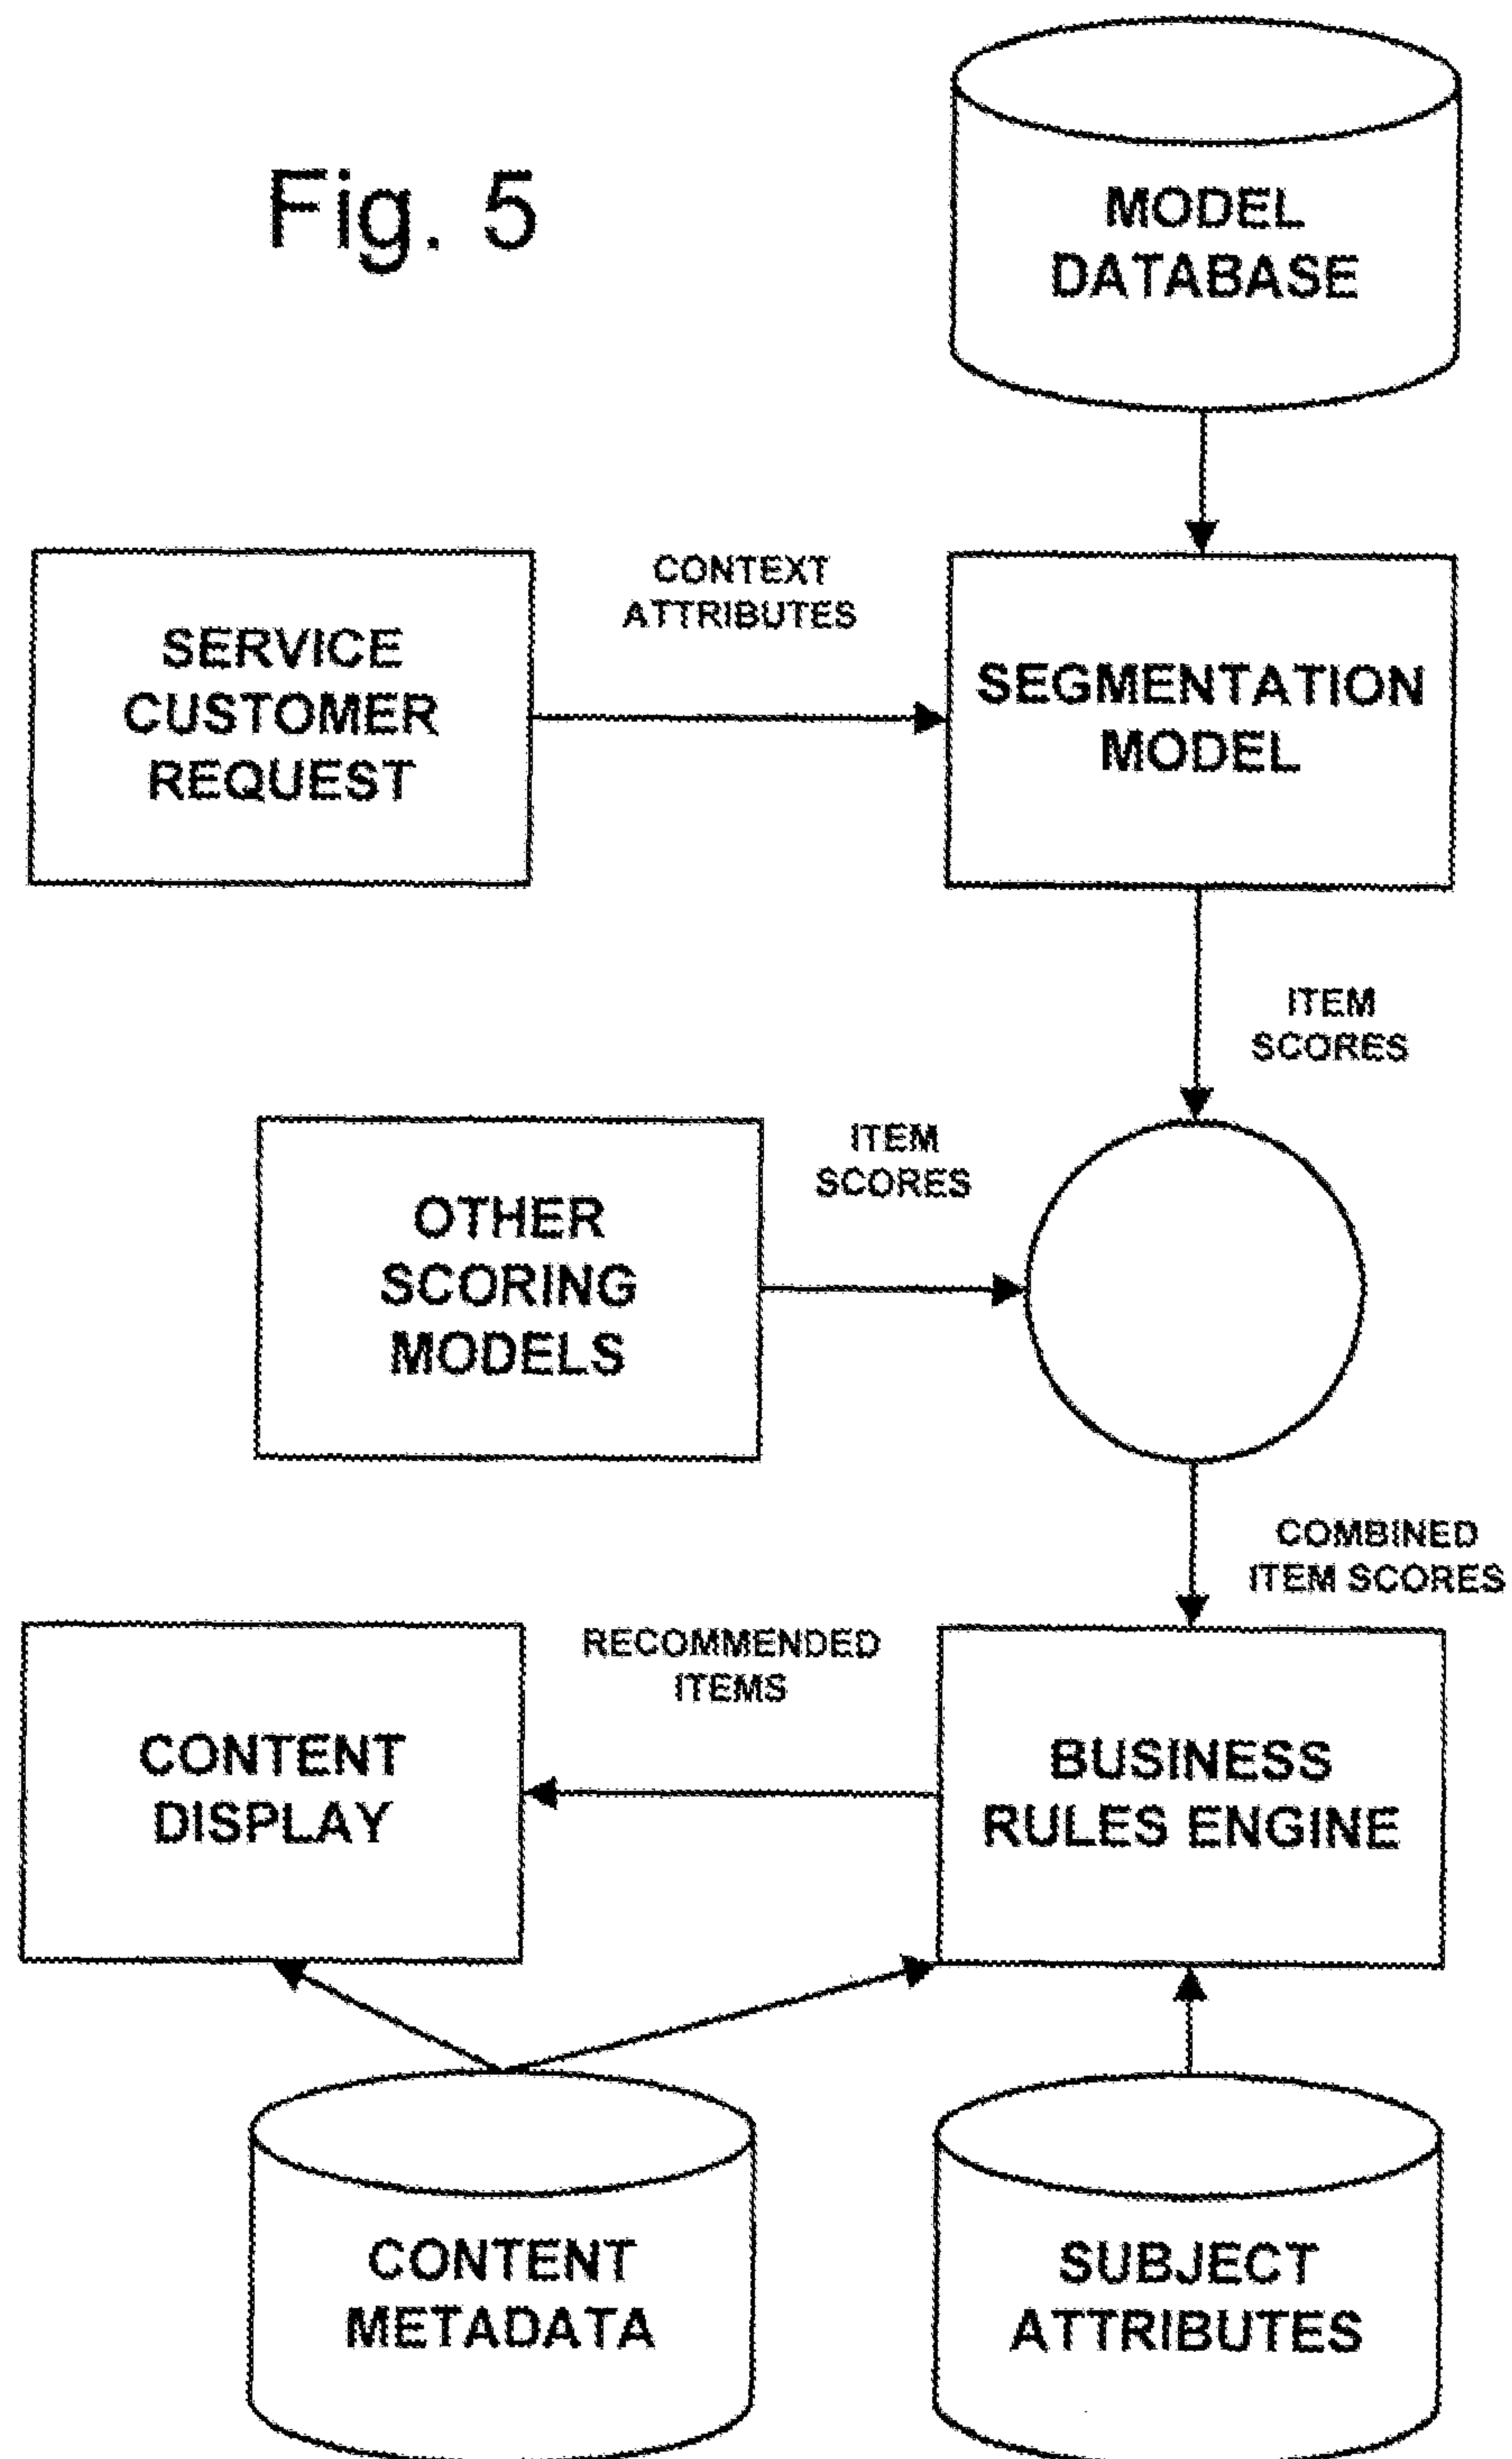 Fig. 5
MODEL
DATABASE
SERVICE
CUSTOMER
REQUEST
CONTEXT
ATTRIBUTES
SEGMENTATION
MODEL
ITEM
SCORES
OTHER
SCORING
MODELS
ITEM
SCORES
COMBINED
ITEM SCORES
CONTENT
DISPLAY
RECOMMENDED
ITEMS
BUSINESS
RULES ENGINE
CONTENT
METADATA
SUBJECT
ATTRIBUTES